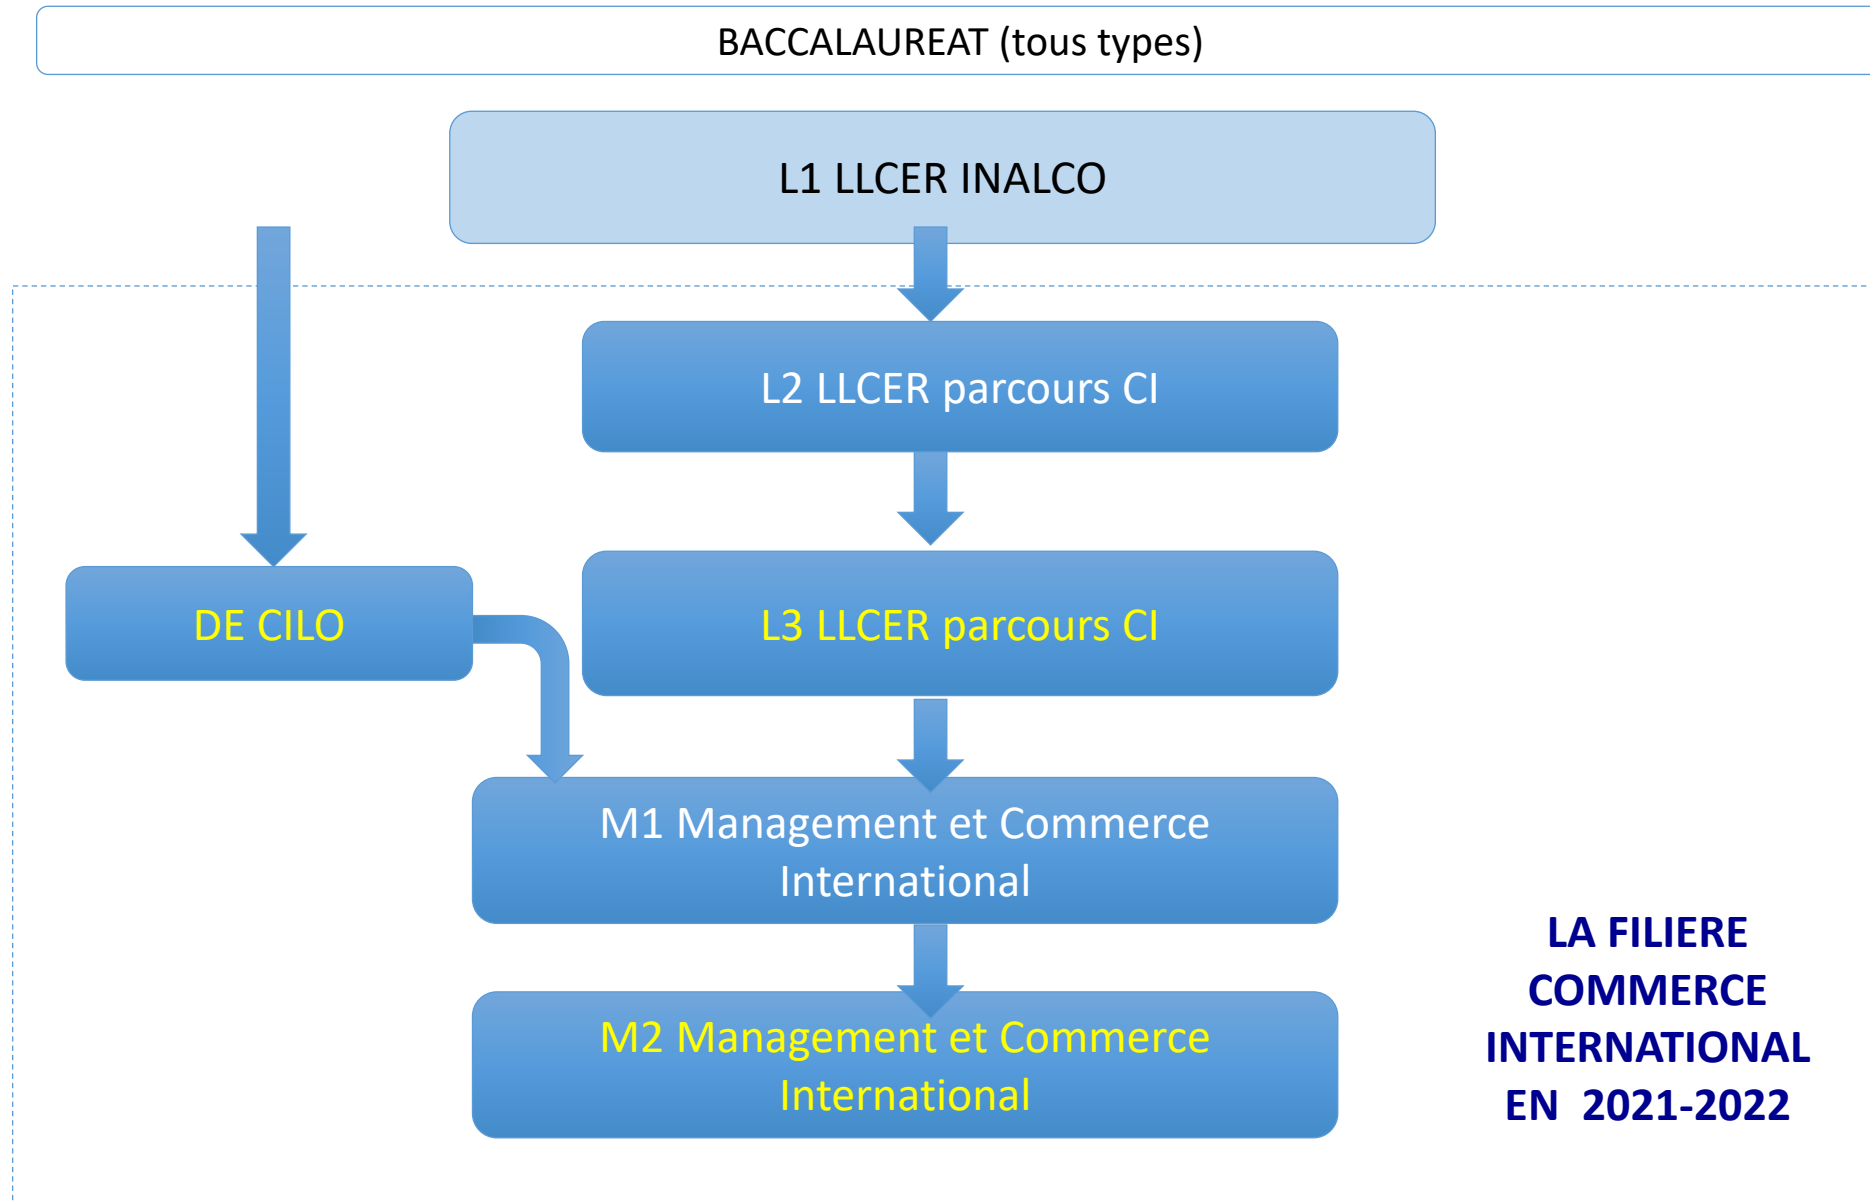 BACCALAUREAT (tous types)
L1 LLCER INALCO
L2 LLCER parcours CI
DE CILO
L3 LLCER parcours CI
M1 Management et Commerce
International
M2 Management et Commerce
International
LA FILIERE
COMMERCE
INTERNATIONAL
EN 2021-2022